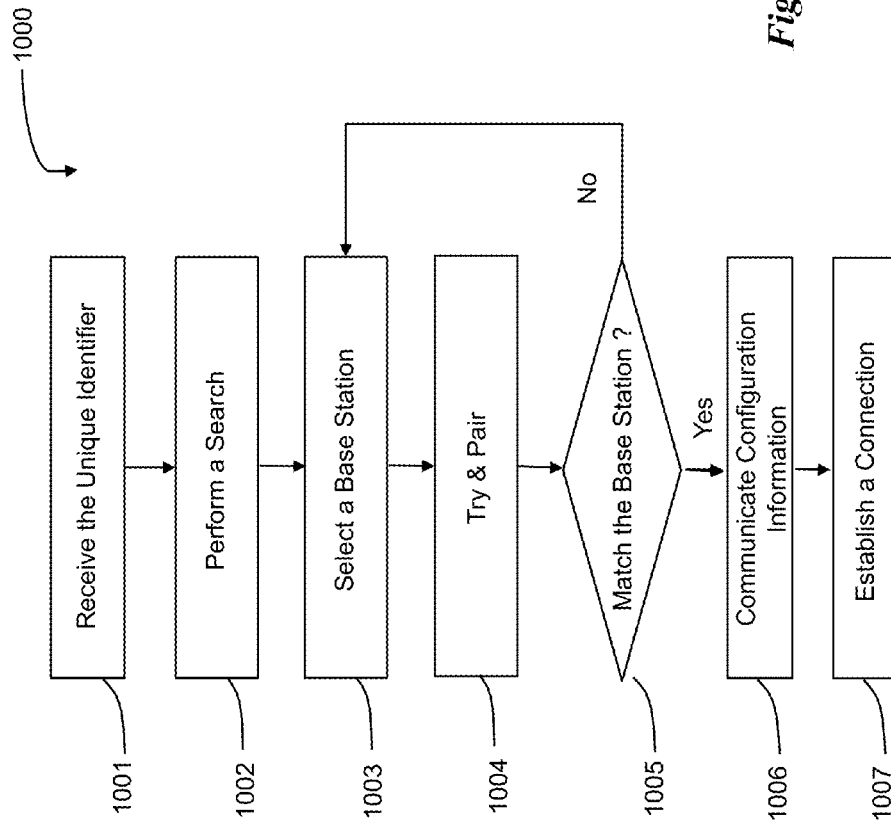 1000
Receive the Unique Identifier
1001
Perform a Search
1002
Select a Base Station
1003
Try & Pair
1004
Match the Base Station ?
1005
No
Yes
Communicate Configuration
Information
1006
Establish a Connection
1007
Fig